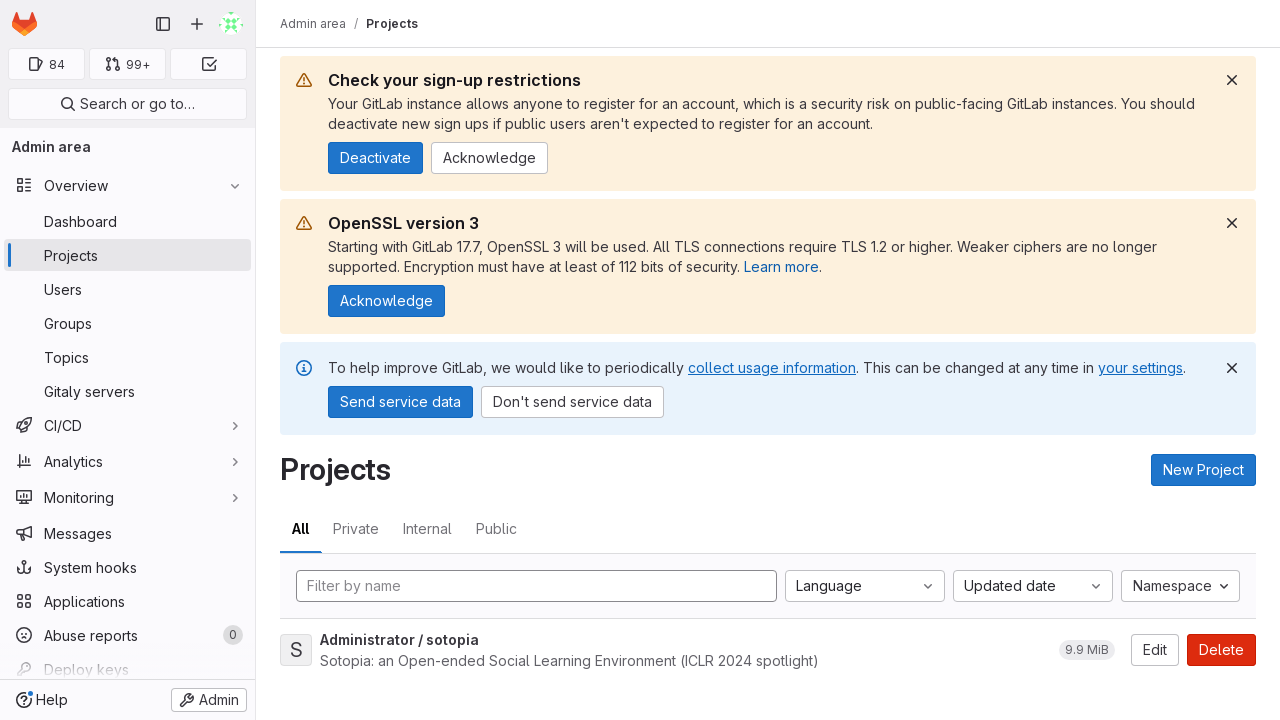 Admin area / Projects
84
99+
Search or go to…
Admin area
Overview
Dashboard
Projects
Users
Groups
Topics
Gitaly servers
CI/CD
Analytics
Monitoring
Messages
System hooks
Applications
Abuse reports 0
Deploy keys
Help
Admin
Check your sign-up restrictions
Your GitLab instance allows anyone to register for an account, which is a security risk on public-facing GitLab instances. You should
deactivate new sign ups if public users aren't expected to register for an account.
Deactivate Acknowledge
OpenSSL version 3
Starting with GitLab 17.7, OpenSSL 3 will be used. All TLS connections require TLS 1.2 or higher. Weaker ciphers are no longer
supported. Encryption must have at least of 112 bits of security. Learn more.
Acknowledge
To help improve GitLab, we would like to periodically collect usage information. This can be changed at any time in your settings.
Send service data Don't send service data
Projects
New Project
All Private Internal Public
Filter by name Language Updated date Namespace
S
Administrator / sotopia
Sotopia: an Open-ended Social Learning Environment (ICLR 2024 spotlight)
9.9 MiB Edit Delete